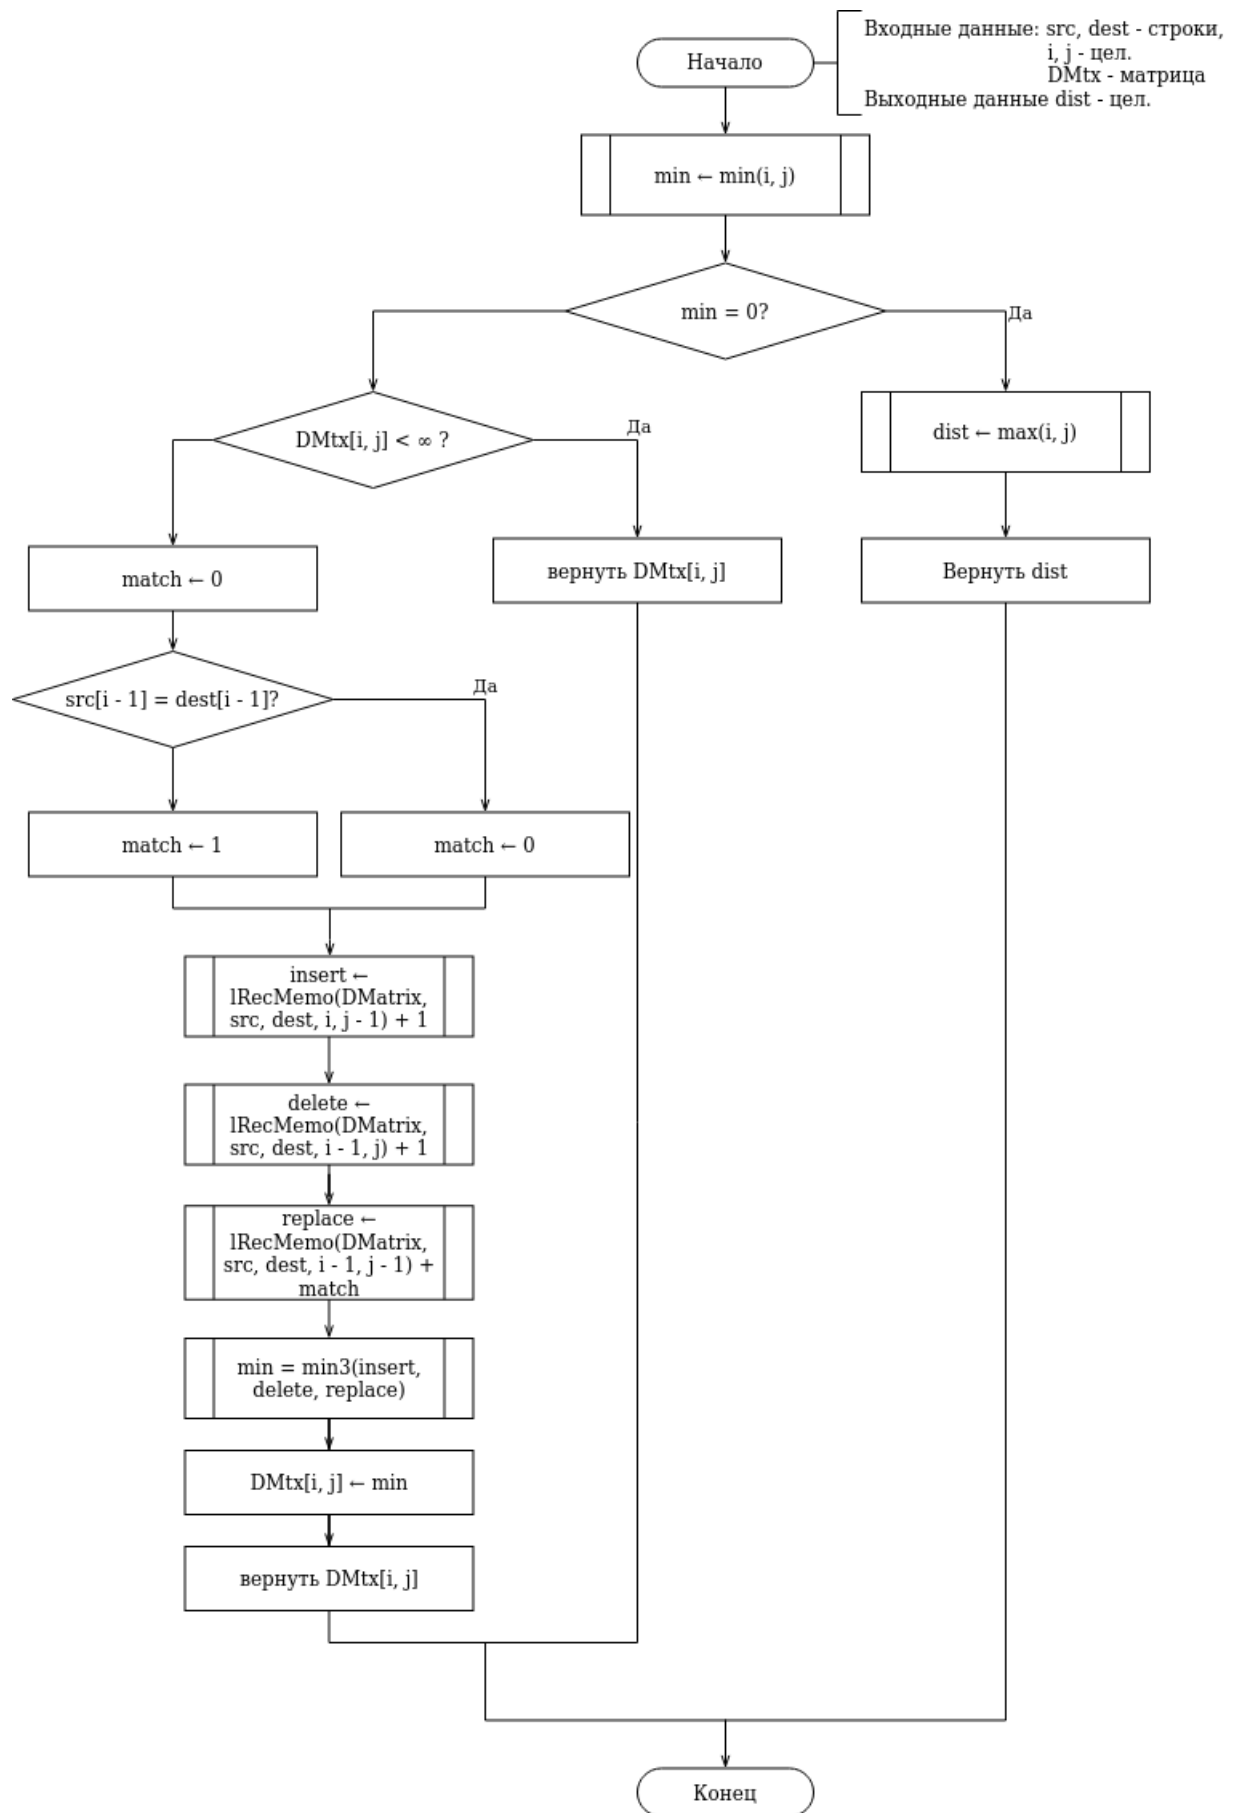 Начало
Входные данные: src, dest - строки,
i, j - цел.
DMtx - матрица
Выходные данные dist - цел.
min ← min(i, j)
min = 0?
Да
DMtx[i, j] < ∞ ?
Да
dist ← max(i, j)
match ← 0
вернуть DMtx[i, j]
Вернуть dist
src[i - 1] = dest[i - 1]?
Да
match ← 1
match ← 0
insert ←
lRecMemo(DMatrix,
src, dest, i, j - 1) + 1
delete ←
lRecMemo(DMatrix,
src, dest, i - 1, j) + 1
replace ←
lRecMemo(DMatrix,
src, dest, i - 1, j - 1) +
match
min = min3(insert,
delete, replace)
DMtx[i, j] ← min
вернуть DMtx[i, j]
Конец